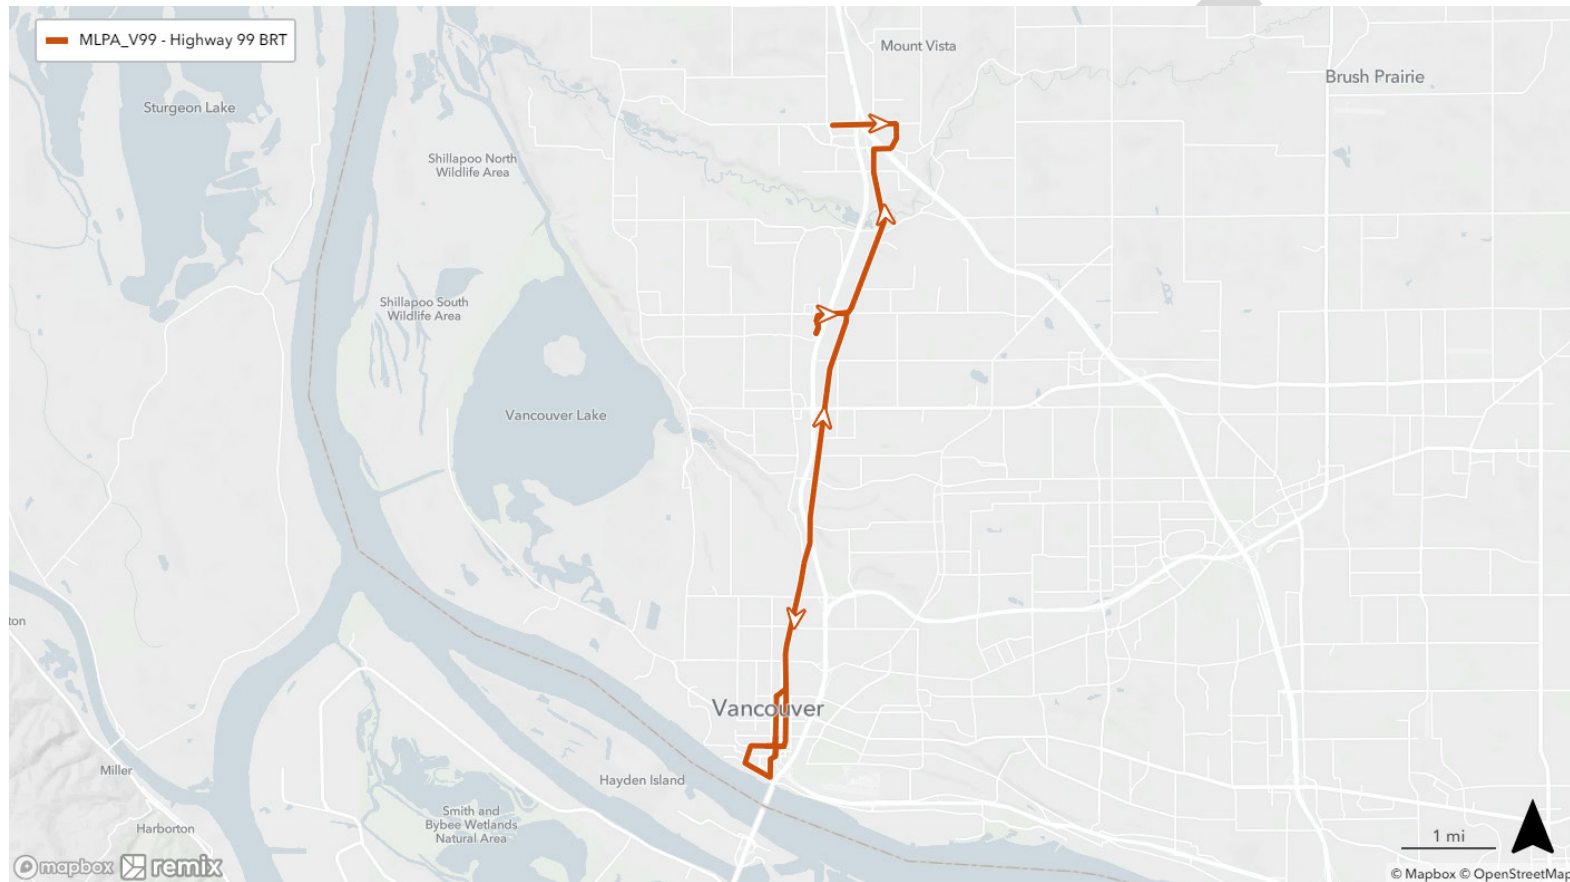 MLPA_V99 - Highway 99 BRT
Mount Vista
Brush Prairie
Sturgeon Lake
Shillapoo North
Wildlife Area
Shillapoo South
Wildlife Area
Vancouver Lake
ton
Vancouver
Miller
Hayden Island
Smith and
Bybee Wetlands
Natural Area
Harborton
1 mi
mapbox remix
© Mapbox © OpenStreetMap